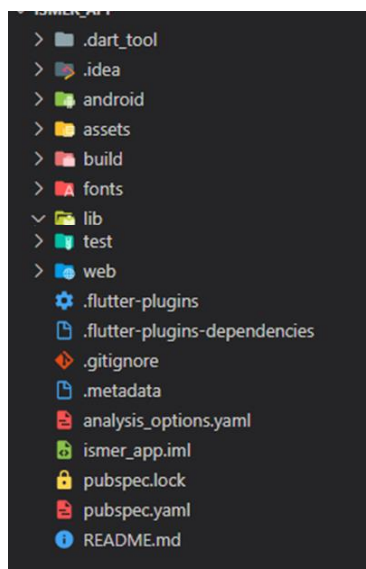 ISMER_APP
.dart_tool
.idea
android
assets
build
fonts
lib
test
web
.flutter-plugins
.flutter-plugins-dependencies
.gitignore
.metadata
analysis_options.yaml
ismer_app.iml
pubspec.lock
pubspec.yaml
README.md